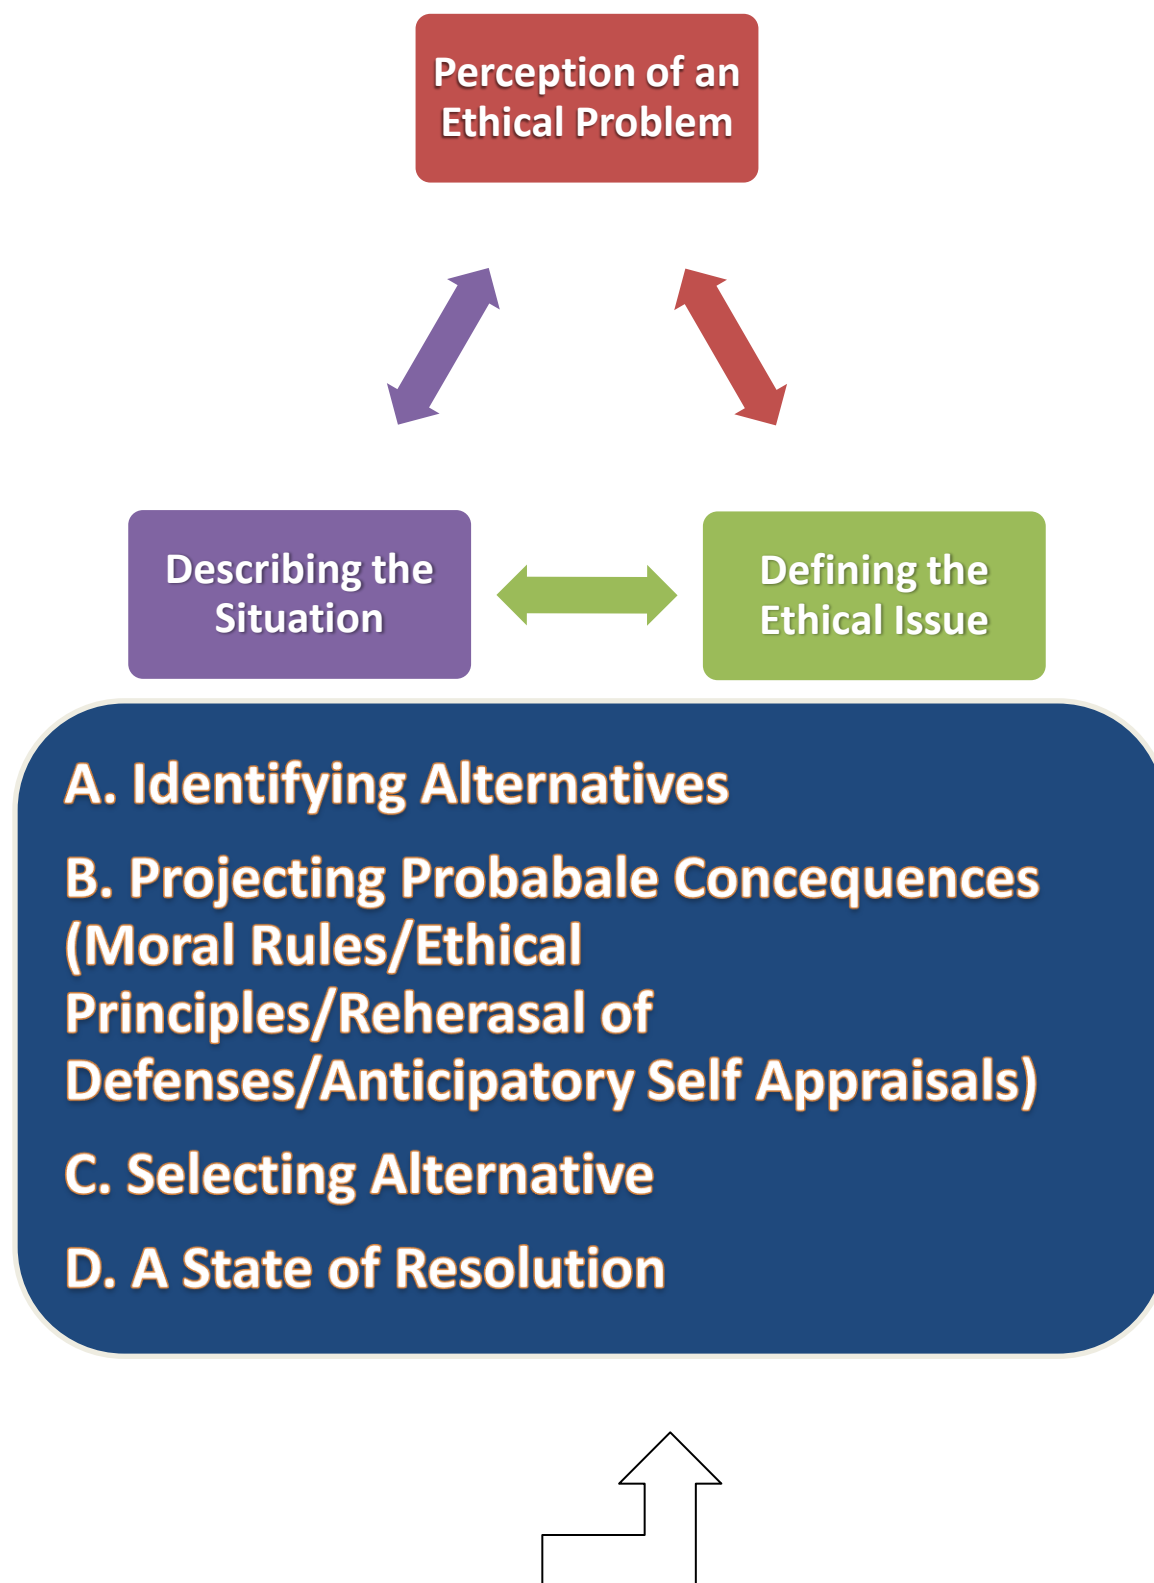 Perception of an
Ethical Problem
Describing the
Situation
Defining the
Ethical Issue
A. Identifying Alternatives
B. Projecting Probabale Concequences
(Moral Rules/Ethical
Principles/Reherasal of
Defenses/Anticipatory Self Appraisals)
C. Selecting Alternative
D. A State of Resolution